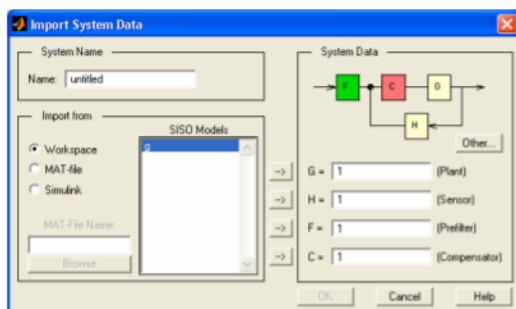 Import System Data
System Name
Name: untitled
Import from
Workspace
MAT-file
Simulink
MAT-File Name:
Browse
SISO Models
g
System Data
F
C
G
H
Other...
-> G = 1 (Plant)
-> H = 1 (Sensor)
-> F = 1 (Prefilter)
-> C = 1 (Compensator)
OK Cancel Help